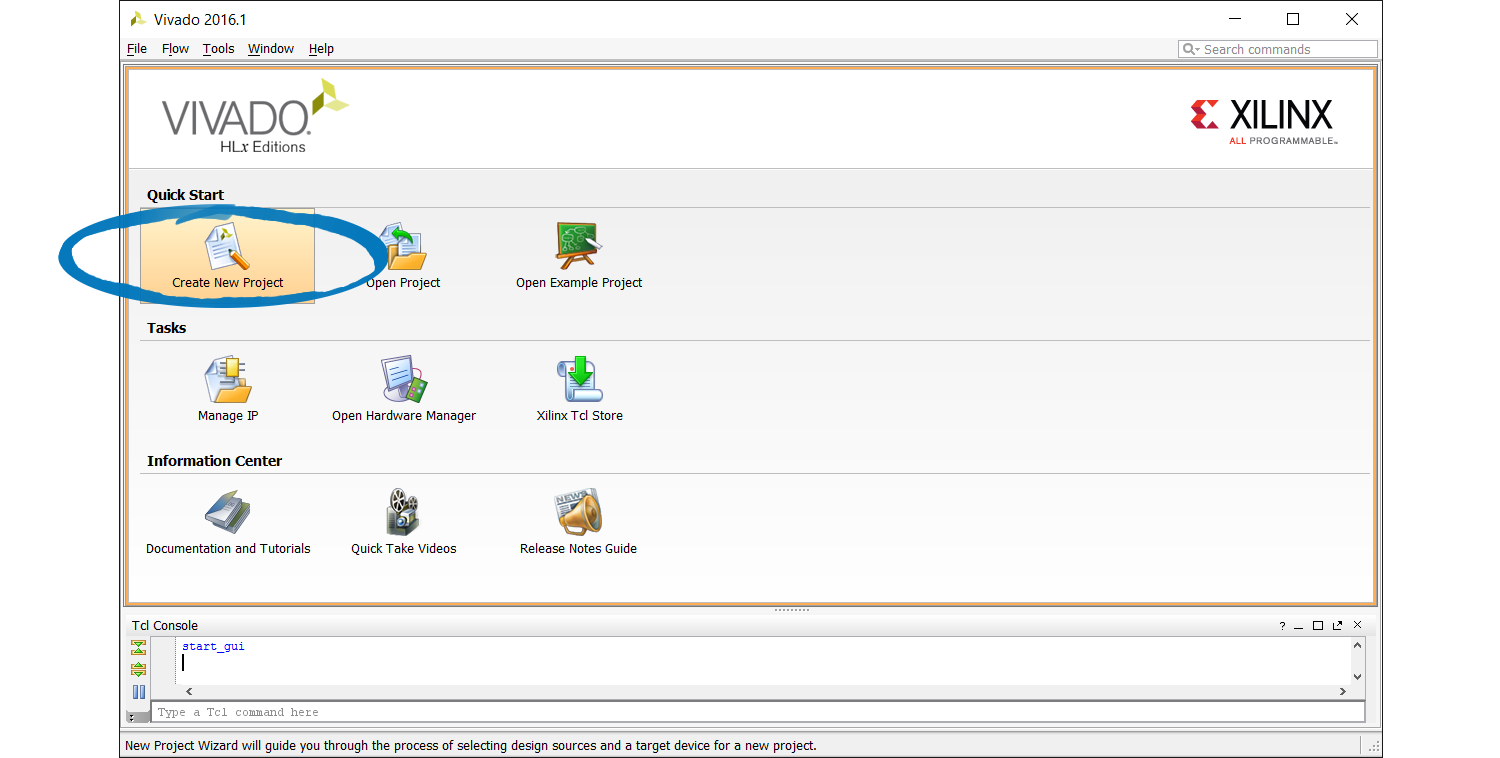 Vivado 2016.1
File Flow Tools Window Help
Search commands
VIVADO.
HLx Editions
XILINX
ALL PROGRAMMABLE™
Quick Start
Create New Project
Open Project
Open Example Project
Tasks
Manage IP
Open Hardware Manager
Xilinx Tcl Store
Information Center
NEWS
Documentation and Tutorials
Quick Take Videos
Release Notes Guide
Tcl Console
start_gui
Type a Tcl command here
New Project Wizard will guide you through the process of selecting design sources and a target device for a new project.